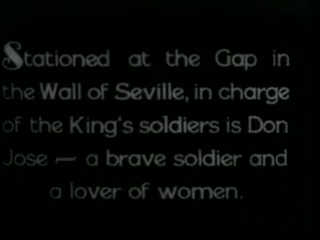 Stationed at the Gap in
the Wall of Seville, in charge
of the King's soldiers is Don
Jose — a brave soldier and
a lover of women.